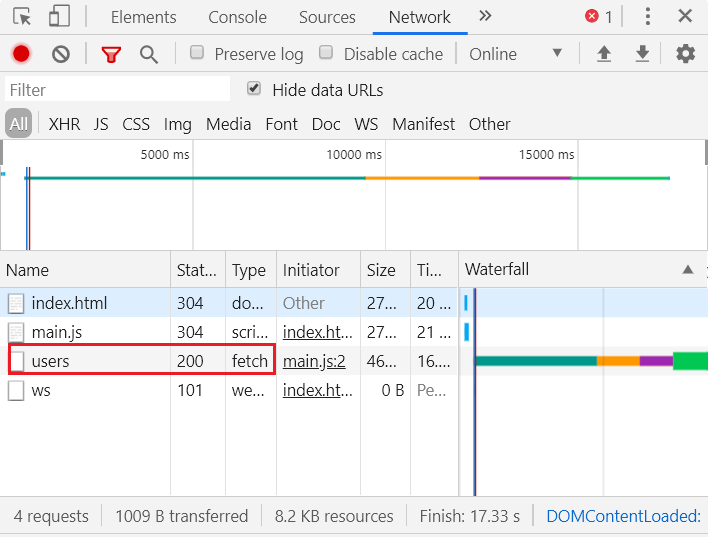 Elements Console Sources Network 1
Preserve log Disable cache Online
Filter Hide data URLs
All XHR JS CSS Img Media Font Doc WS Manifest Other
5000 ms 10000 ms 15000 ms
Name Stat... Type Initiator Size Ti... Waterfall
index.html 304 do... Other 27... 20 ...
main.js 304 scri... index.ht... 27... 21 ...
users 200 fetch main.js:2 46... 16....
ws 101 we... index.ht... 0 B Pe...
4 requests 1009 B transferred 8.2 KB resources Finish: 17.33 s DOMContentLoaded: